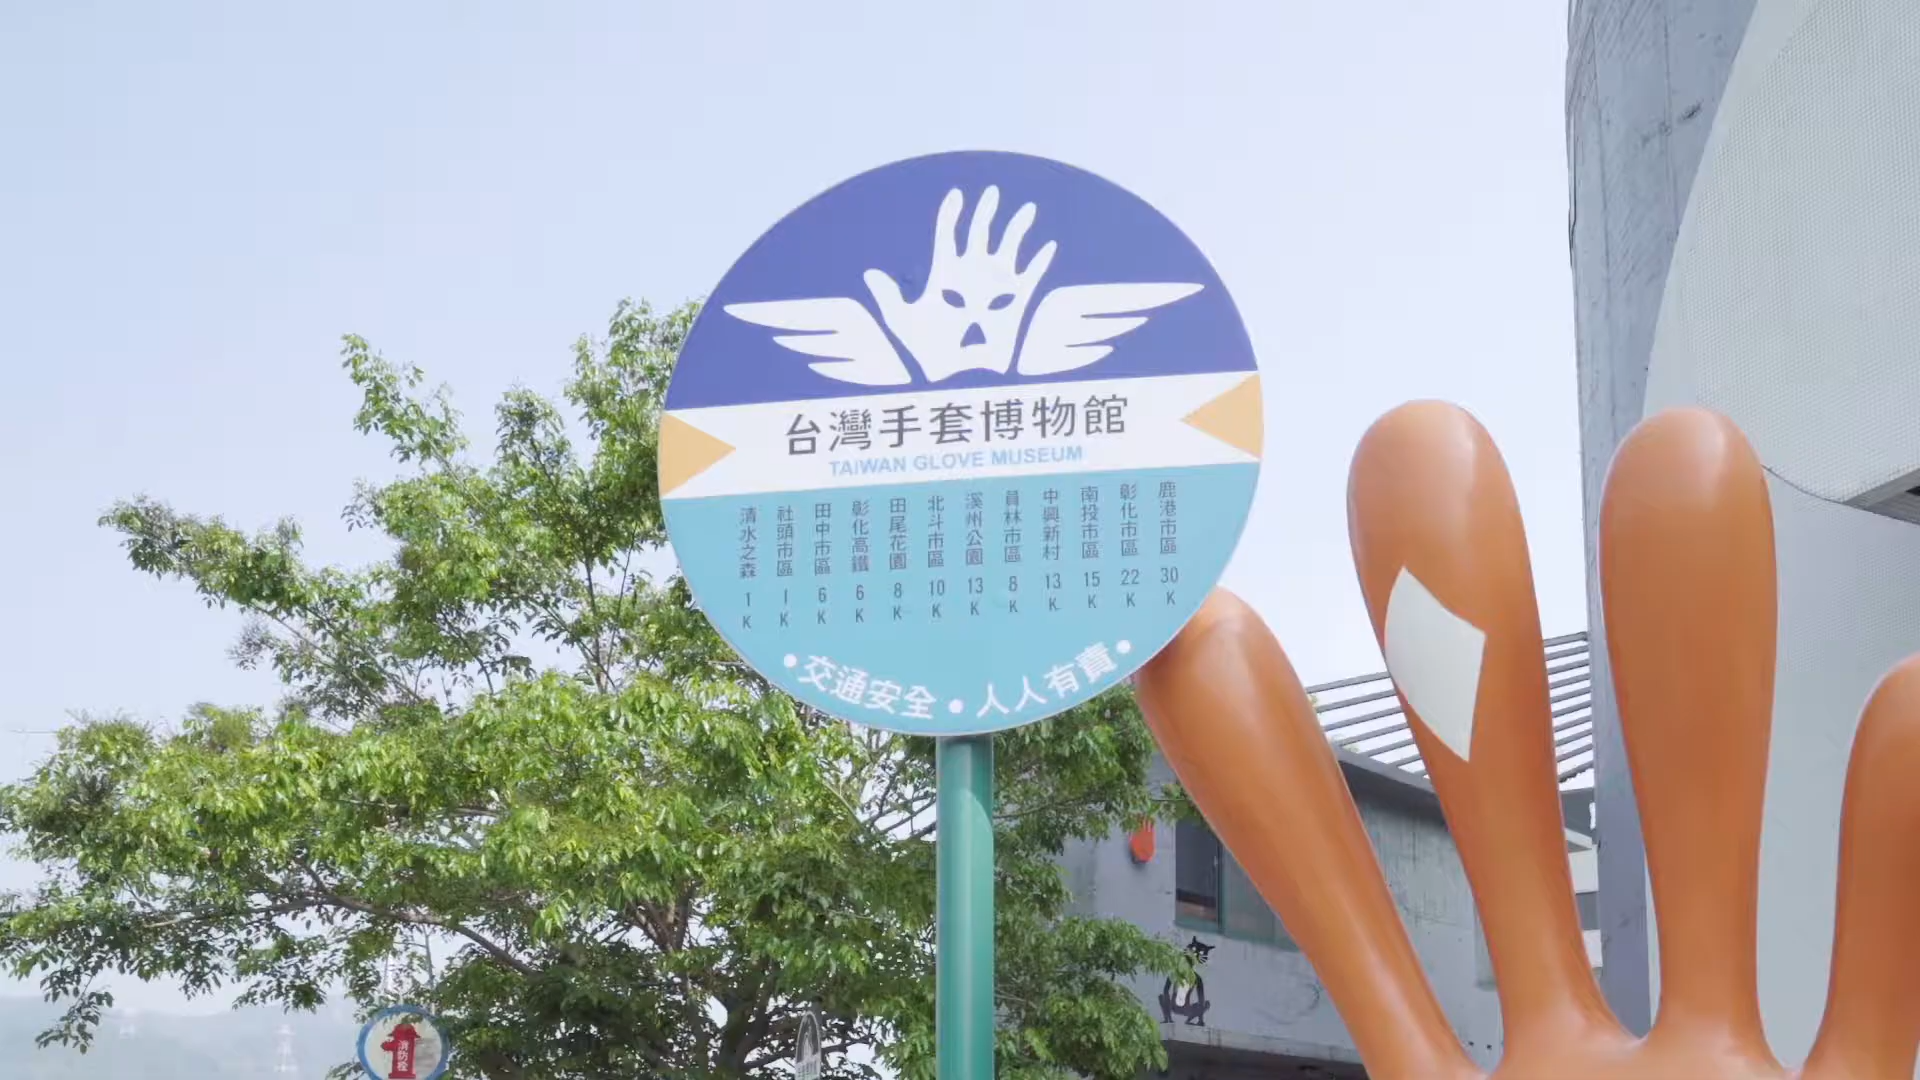 台灣手套博物館
TAIWAN GLOVE MUSEUM
清水之森 1K
社頭市區 1K
田中市區 6K
彰化高鐵 6K
田尾花園 8K
北斗市區 10K
溪州公園 13K
員林市區 8K
中興新村 13K
南投市區 15K
彰化市區 22K
鹿港市區 30K
•交通安全•人人有責•
消防栓